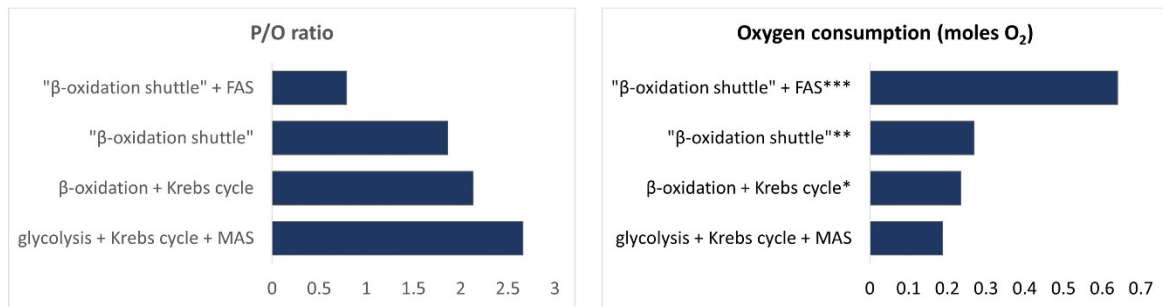 P/O ratio
"β-oxidation shuttle" + FAS
"β-oxidation shuttle"
β-oxidation + Krebs cycle
glycolysis + Krebs cycle + MAS
0 0.5 1 1.5 2 2.5 3
Oxygen consumption (moles O₂)
"β-oxidation shuttle" + FAS***
"β-oxidation shuttle"**
β-oxidation + Krebs cycle*
glycolysis + Krebs cycle + MAS
0 0.1 0.2 0.3 0.4 0.5 0.6 0.7